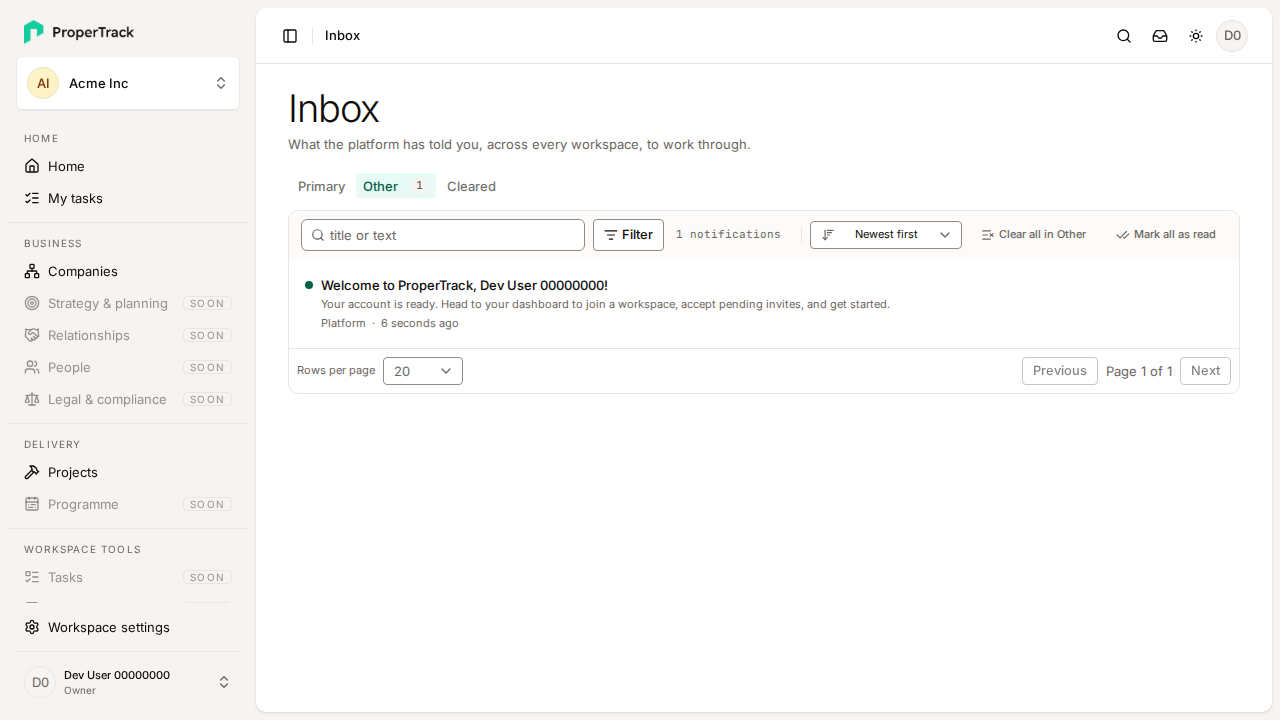 ProperTrack
AI Acme Inc
HOME
Home
My tasks
BUSINESS
Companies
Strategy & planning SOON
Relationships SOON
People SOON
Legal & compliance SOON
DELIVERY
Projects
Programme SOON
WORKSPACE TOOLS
Tasks SOON
Workspace settings
D0 Dev User 00000000
Owner
Inbox
D0
Inbox
What the platform has told you, across every workspace, to work through.
Primary Other 1 Cleared
title or text Filter 1 notifications Newest first Clear all in Other Mark all as read
Welcome to ProperTrack, Dev User 00000000!
Your account is ready. Head to your dashboard to join a workspace, accept pending invites, and get started.
Platform · 6 seconds ago
Rows per page 20 Previous Page 1 of 1 Next